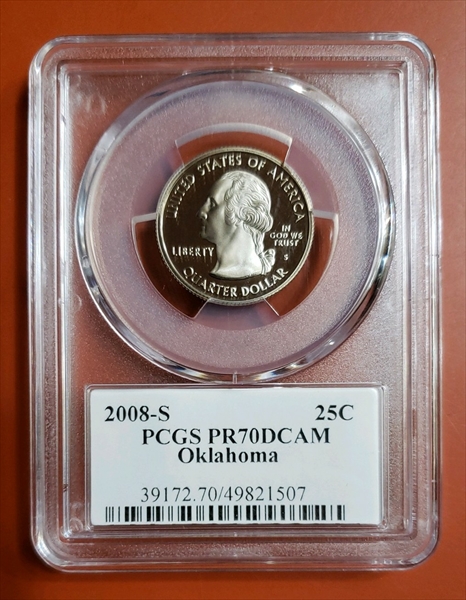 UNITED STATES OF AMERICA
LIBERTY
IN
GOD WE
TRUST
S
QUARTER DOLLAR
2008-S 25C
PCGS PR70DCAM
Oklahoma
39172.70/49821507